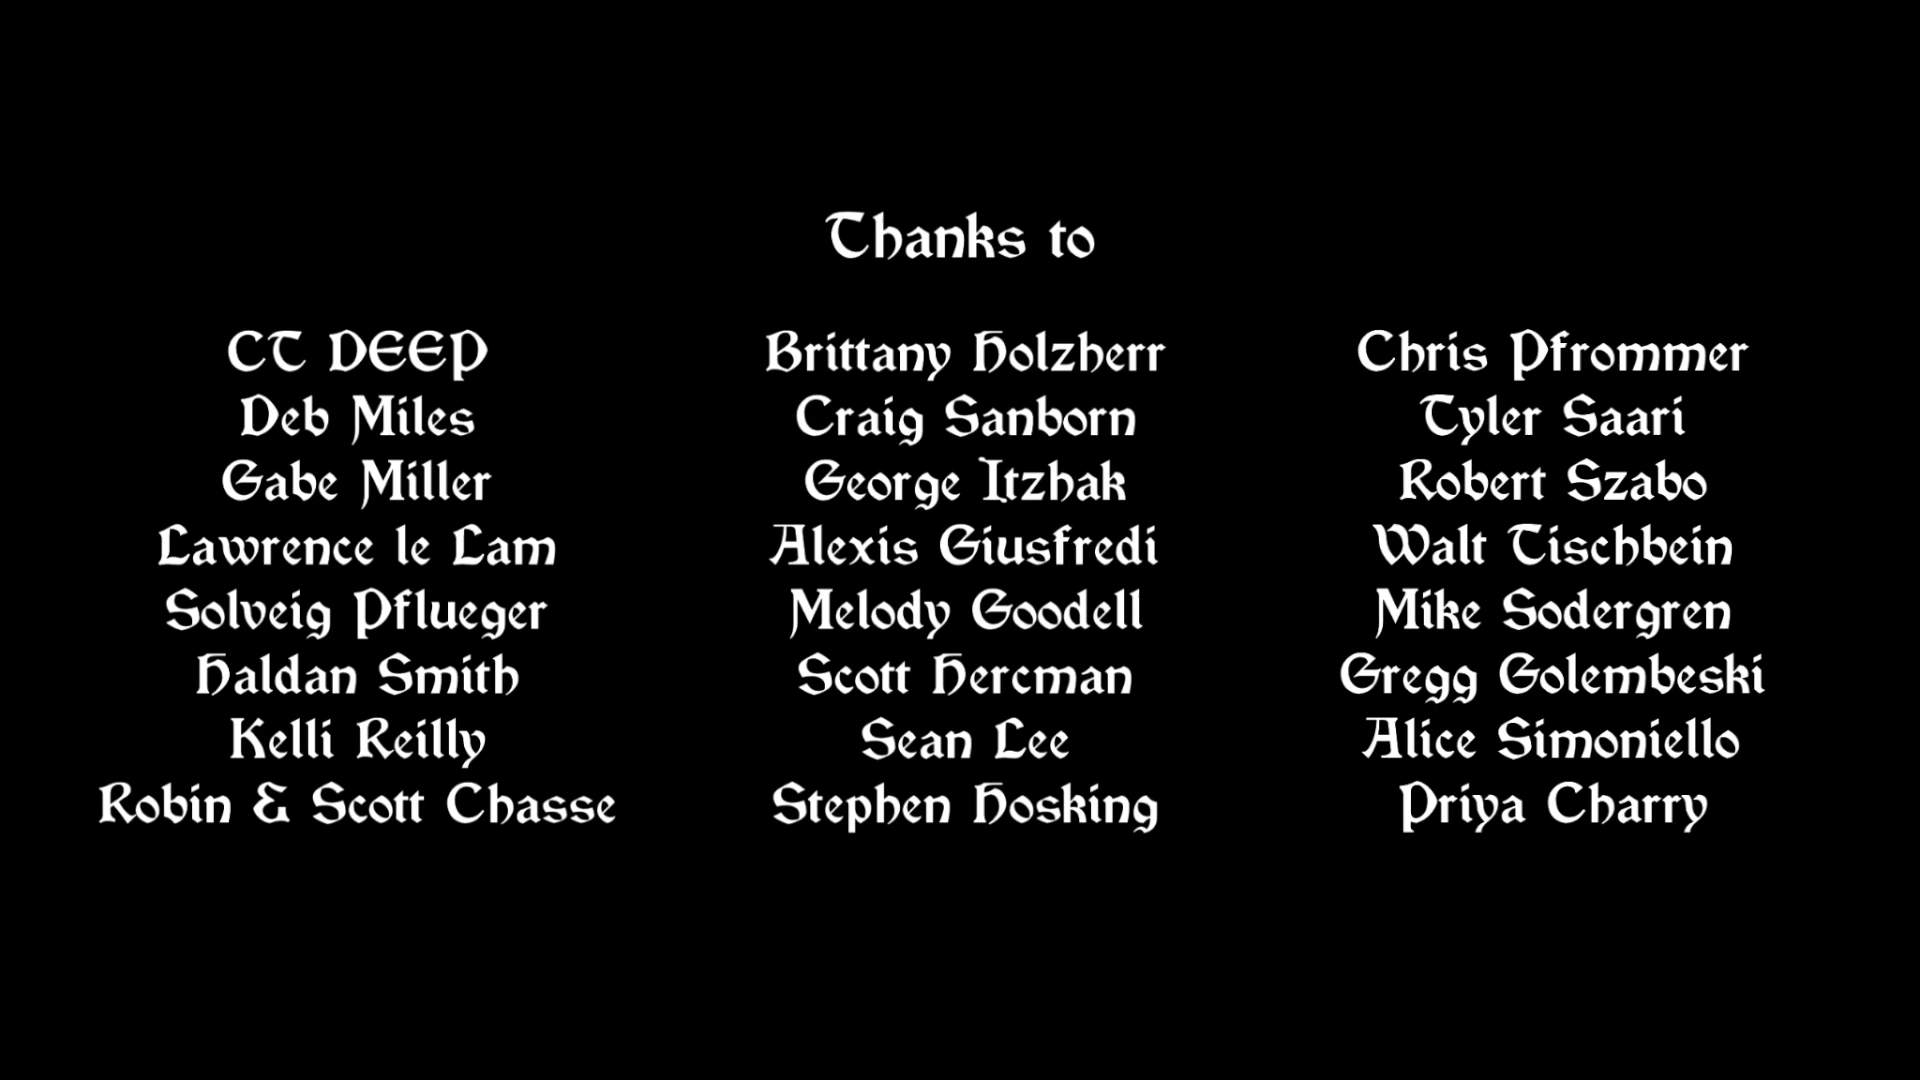 Thanks to
CT DEEP
Deb Miles
Gabe Miller
Lawrence le Lam
Solveig Pflueger
Haldan Smith
Kelli Reilly
Robin & Scott Chasse
Brittany Holzherr
Craig Sanborn
George Itzhak
Alexis Giusfredi
Melody Goodell
Scott Hercman
Sean Lee
Stephen Hosking
Chris Pfrommer
Tyler Saari
Robert Szabo
Walt Tischbein
Mike Sodergren
Gregg Golembeski
Alice Simoniello
Priya Charry